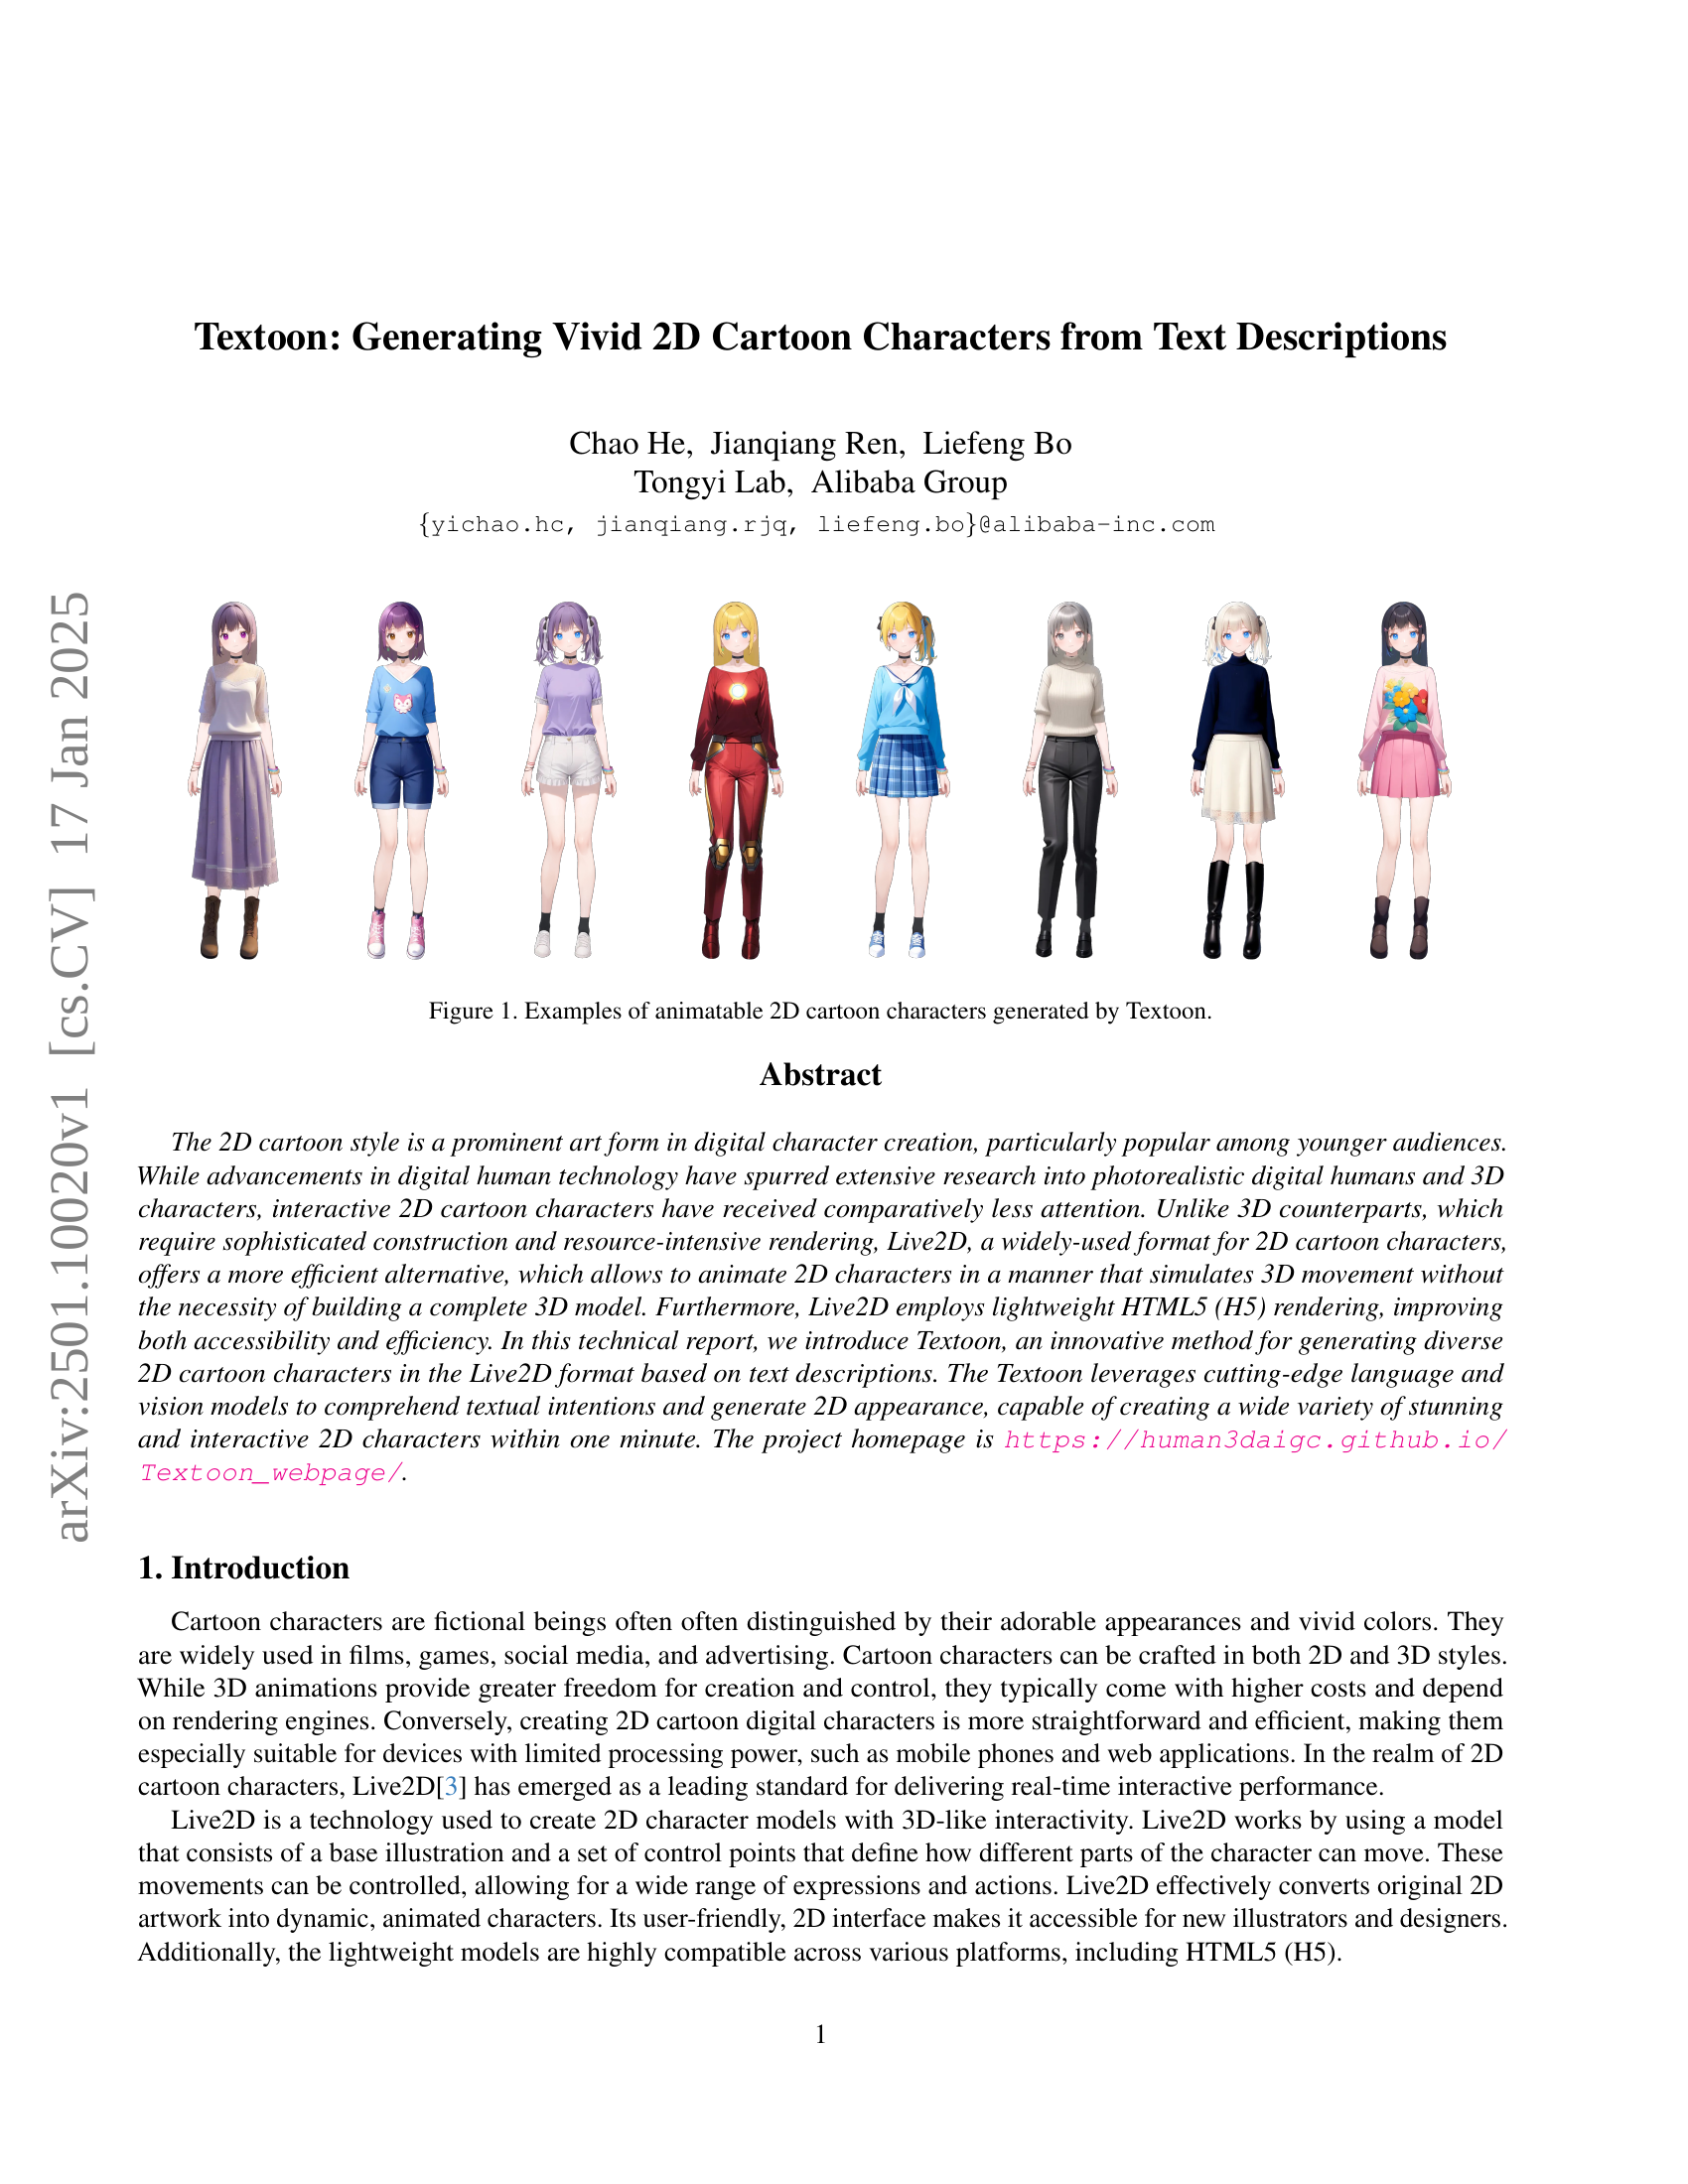 Textoon: Generating Vivid 2D Cartoon Characters from Text Descriptions
Chao He, Jianqiang Ren, Liefeng Bo
Tongyi Lab, Alibaba Group
{yichao.hc, jianqiang.rjq, liefeng.bo}@alibaba-inc.com
arXiv:2501.10020v1 [cs.CV] 17 Jan 2025
Figure 1. Examples of animatable 2D cartoon characters generated by Textoon.
Abstract
The 2D cartoon style is a prominent art form in digital character creation, particularly popular among younger audiences.
While advancements in digital human technology have spurred extensive research into photorealistic digital humans and 3D
characters, interactive 2D cartoon characters have received comparatively less attention. Unlike 3D counterparts, which
require sophisticated construction and resource-intensive rendering, Live2D, a widely-used format for 2D cartoon characters,
offers a more efficient alternative, which allows to animate 2D characters in a manner that simulates 3D movement without
the necessity of building a complete 3D model. Furthermore, Live2D employs lightweight HTML5 (H5) rendering, improving
both accessibility and efficiency. In this technical report, we introduce Textoon, an innovative method for generating diverse
2D cartoon characters in the Live2D format based on text descriptions. The Textoon leverages cutting-edge language and
vision models to comprehend textual intentions and generate 2D appearance, capable of creating a wide variety of stunning
and interactive 2D characters within one minute. The project homepage is https://human3daigc.github.io/
Textoon_webpage/.
1. Introduction
Cartoon characters are fictional beings often often distinguished by their adorable appearances and vivid colors. They
are widely used in films, games, social media, and advertising. Cartoon characters can be crafted in both 2D and 3D styles.
While 3D animations provide greater freedom for creation and control, they typically come with higher costs and depend
on rendering engines. Conversely, creating 2D cartoon digital characters is more straightforward and efficient, making them
especially suitable for devices with limited processing power, such as mobile phones and web applications. In the realm of 2D
cartoon characters, Live2D[3] has emerged as a leading standard for delivering real-time interactive performance.
Live2D is a technology used to create 2D character models with 3D-like interactivity. Live2D works by using a model
that consists of a base illustration and a set of control points that define how different parts of the character can move. These
movements can be controlled, allowing for a wide range of expressions and actions. Live2D effectively converts original 2D
artwork into dynamic, animated characters. Its user-friendly, 2D interface makes it accessible for new illustrators and designers.
Additionally, the lightweight models are highly compatible across various platforms, including HTML5 (H5).
1